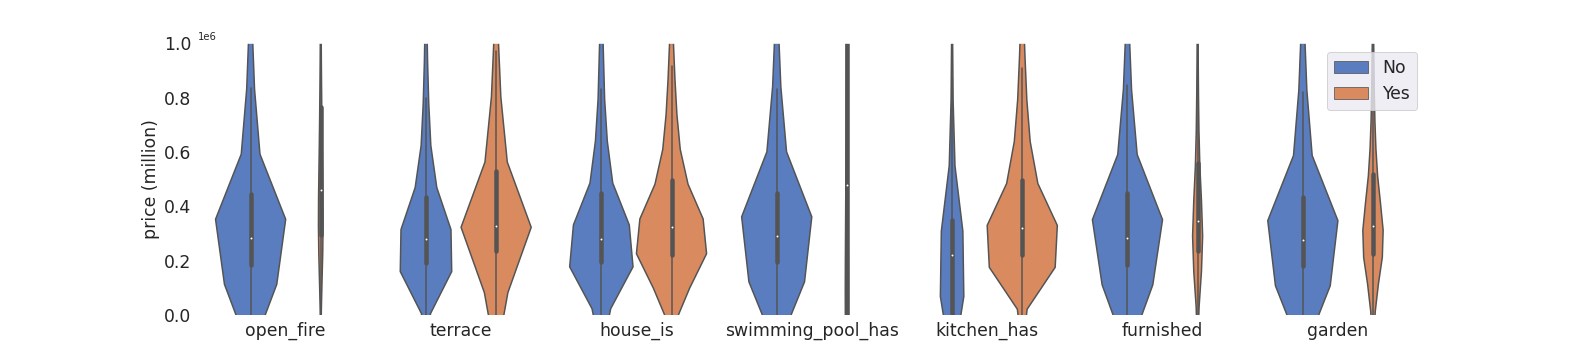 1e6
1.0
0.8
0.6
0.4
0.2
0.0
price (million)
No
Yes
open_fire
terrace
house_is
swimming_pool_has
kitchen_has
furnished
garden